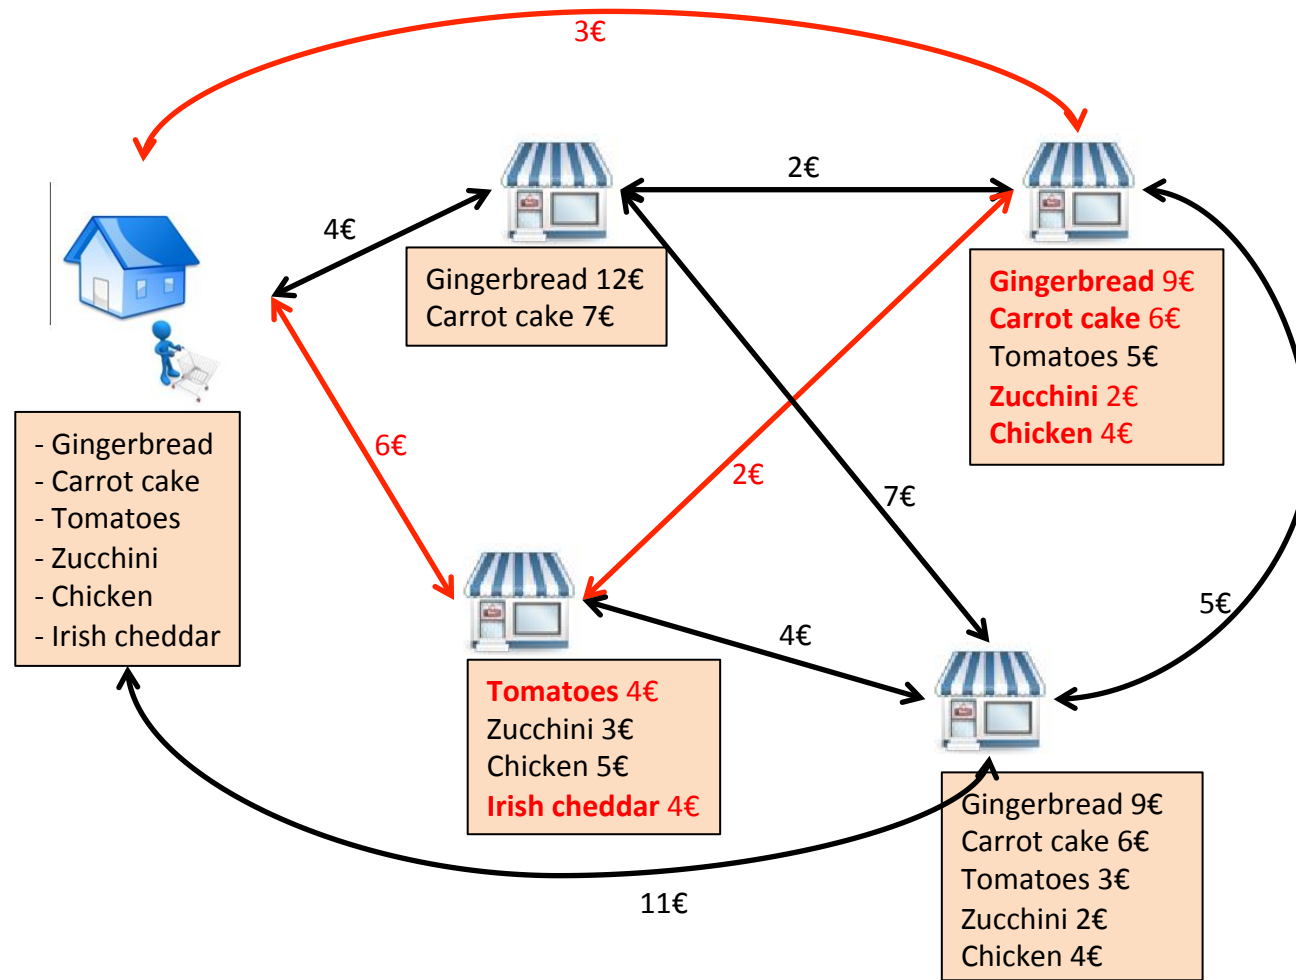 3€
2€
4€
Gingerbread 12€
Carrot cake 7€
Gingerbread 9€
Carrot cake 6€
Tomatoes 5€
Zucchini 2€
Chicken 4€
- Gingerbread
- Carrot cake
- Tomatoes
- Zucchini
- Chicken
- Irish cheddar
6€
2€
7€
5€
4€
Tomatoes 4€
Zucchini 3€
Chicken 5€
Irish cheddar 4€
Gingerbread 9€
Carrot cake 6€
Tomatoes 3€
Zucchini 2€
Chicken 4€
11€